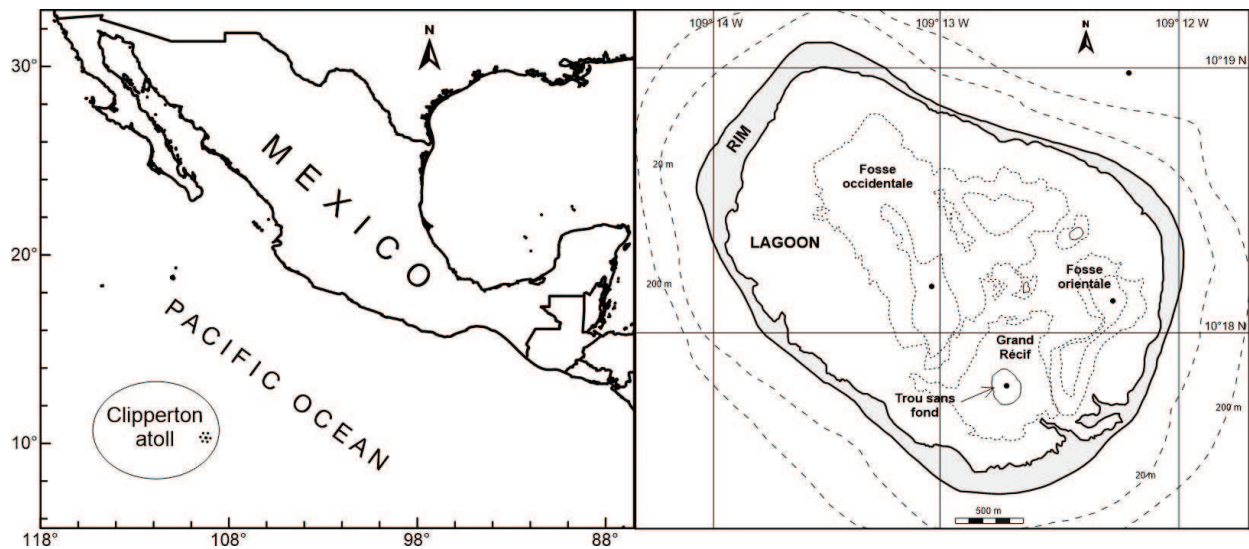 N
30°
MEXICO
20°
PACIFIC OCEAN
Clipperton
atoll
10°
118°
108°
98°
88°
109° 14' W
109° 13' W
109° 12' W
N
10°19 N
RIM
20 m
Fosse
occidentale
LAGOON
200 m
Fosse
orientale
10°18 N
Grand
Récif
Trou sans
fond
200 m
20 m
500 m